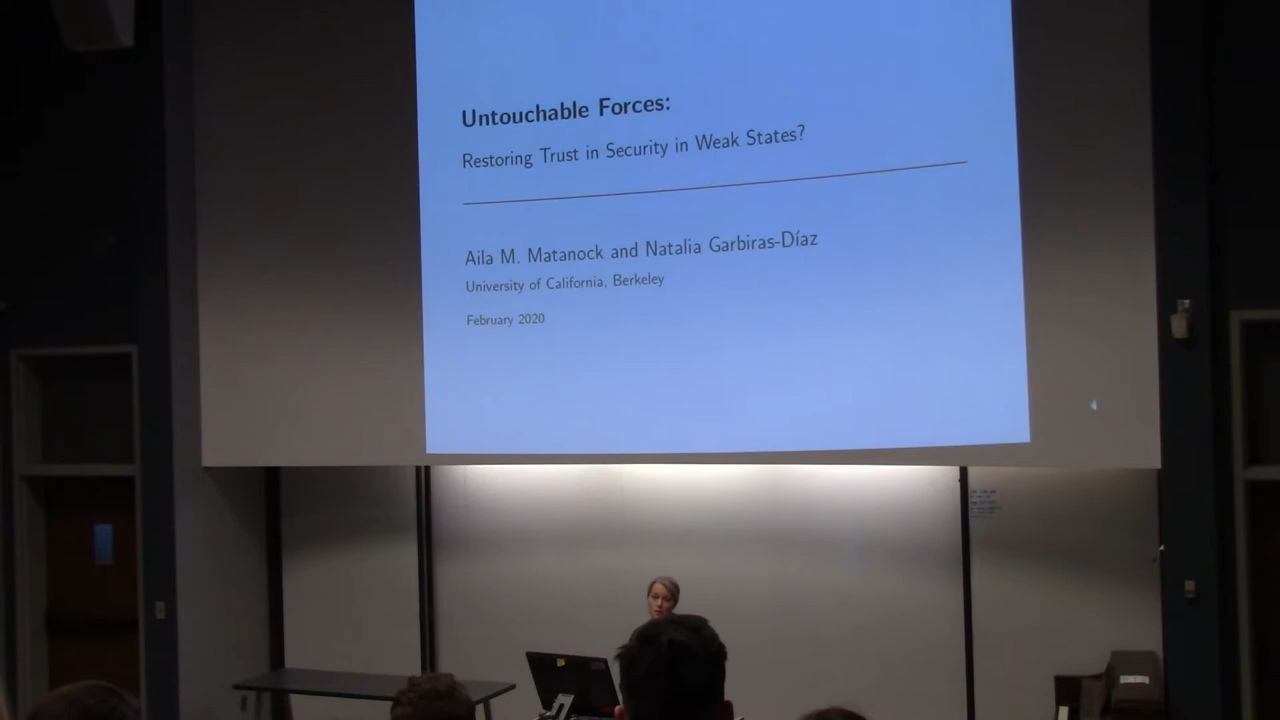 Untouchable Forces:
Restoring Trust in Security in Weak States?
Aila M. Matanock and Natalia Garbiras-Díaz
University of California, Berkeley
February 2020